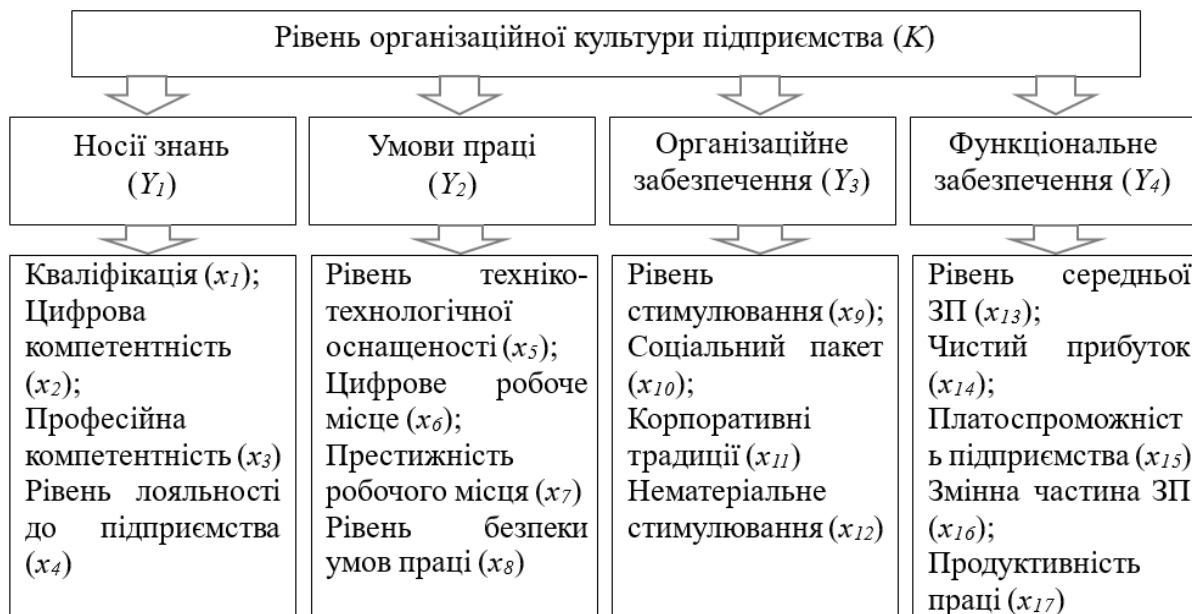 Рівень організаційної культури підприємства (K)
Носії знань
(Y1)
Умови праці
(Y2)
Організаційне
забезпечення (Y3)
Функціональне
забезпечення (Y4)
Кваліфікація (x1);
Цифрова
компетентність
(x2);
Професійна
компетентність (x3)
Рівень лояльності
до підприємства
(x4)
Рівень техніко-
технологічної
оснащеності (x5);
Цифрове робоче
місце (x6);
Престижність
робочого місця (x7)
Рівень безпеки
умов праці (x8)
Рівень
стимулювання (x9);
Соціальний пакет
(x10);
Корпоративні
традиції (x11)
Нематеріальне
стимулювання (x12)
Рівень середньої
ЗП (x13);
Чистий прибуток
(x14);
Платоспроможніст
ь підприємства (x15)
Змінна частина ЗП
(x16);
Продуктивність
праці (x17)